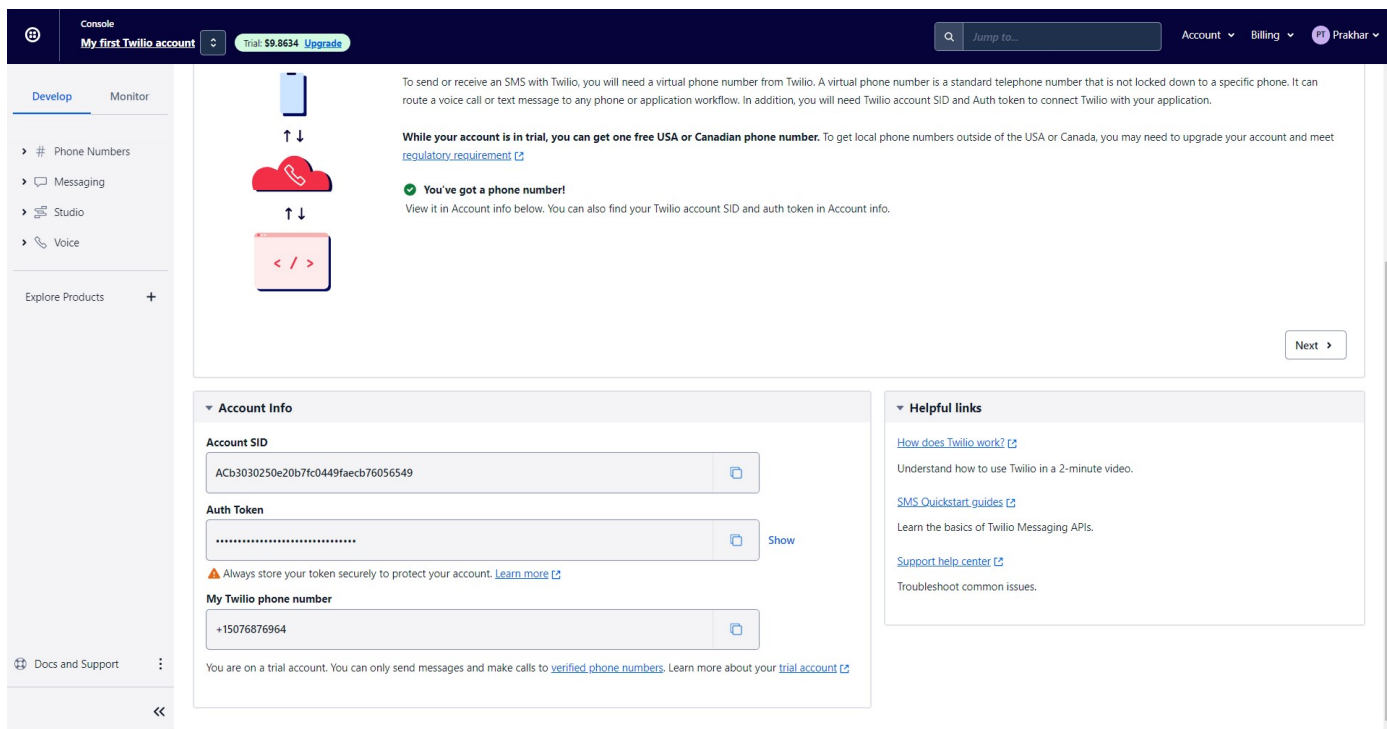 Console
My first Twilio account
Trial: $9.8634 Upgrade
Jump to...
Account
Billing
PT Prakhar
Develop Monitor
# Phone Numbers
Messaging
Studio
Voice
Explore Products +
Docs and Support
To send or receive an SMS with Twilio, you will need a virtual phone number from Twilio. A virtual phone number is a standard telephone number that is not locked down to a specific phone. It can
route a voice call or text message to any phone or application workflow. In addition, you will need Twilio account SID and Auth token to connect Twilio with your application.
While your account is in trial, you can get one free USA or Canadian phone number. To get local phone numbers outside of the USA or Canada, you may need to upgrade your account and meet
regulatory requirement
You've got a phone number!
View it in Account info below. You can also find your Twilio account SID and auth token in Account info.
< / >
Next >
Account Info
Account SID
ACb3030250e20b7fc0449faecb76056549
Auth Token
••••••••••••••••••••••••••••••••
Show
Always store your token securely to protect your account. Learn more
My Twilio phone number
+15076876964
You are on a trial account. You can only send messages and make calls to verified phone numbers. Learn more about your trial account
Helpful links
How does Twilio work?
Understand how to use Twilio in a 2-minute video.
SMS Quickstart guides
Learn the basics of Twilio Messaging APIs.
Support help center
Troubleshoot common issues.